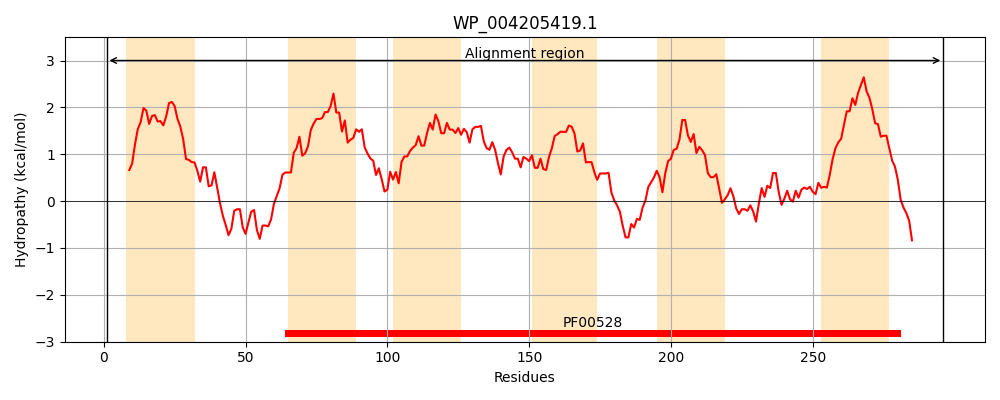 WP_004205419.1
Alignment region
Hydropathy (kcal/mol)
3
2
1
0
−1
−2
−3
PF00528
0 50 100 150 200 250
Residues